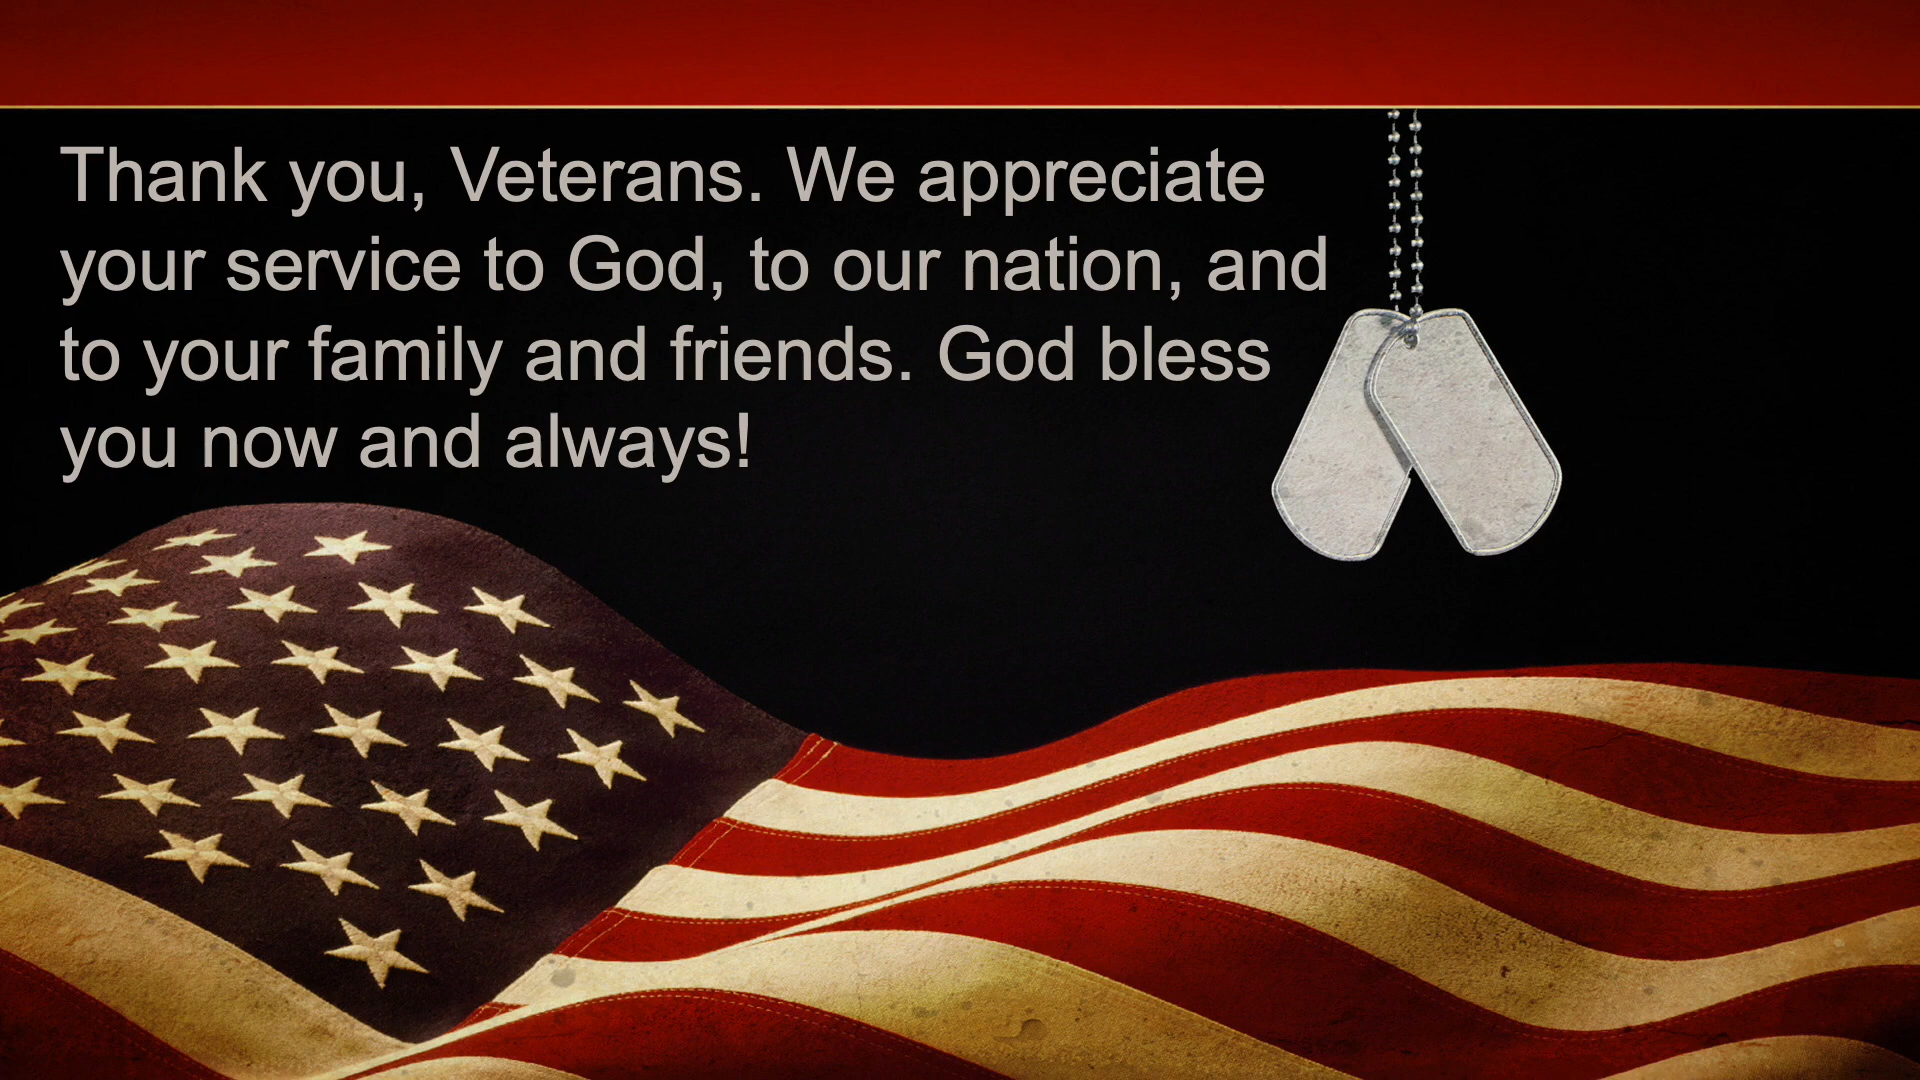 Thank you, Veterans. We appreciate
your service to God, to our nation, and
to your family and friends. God bless
you now and always!